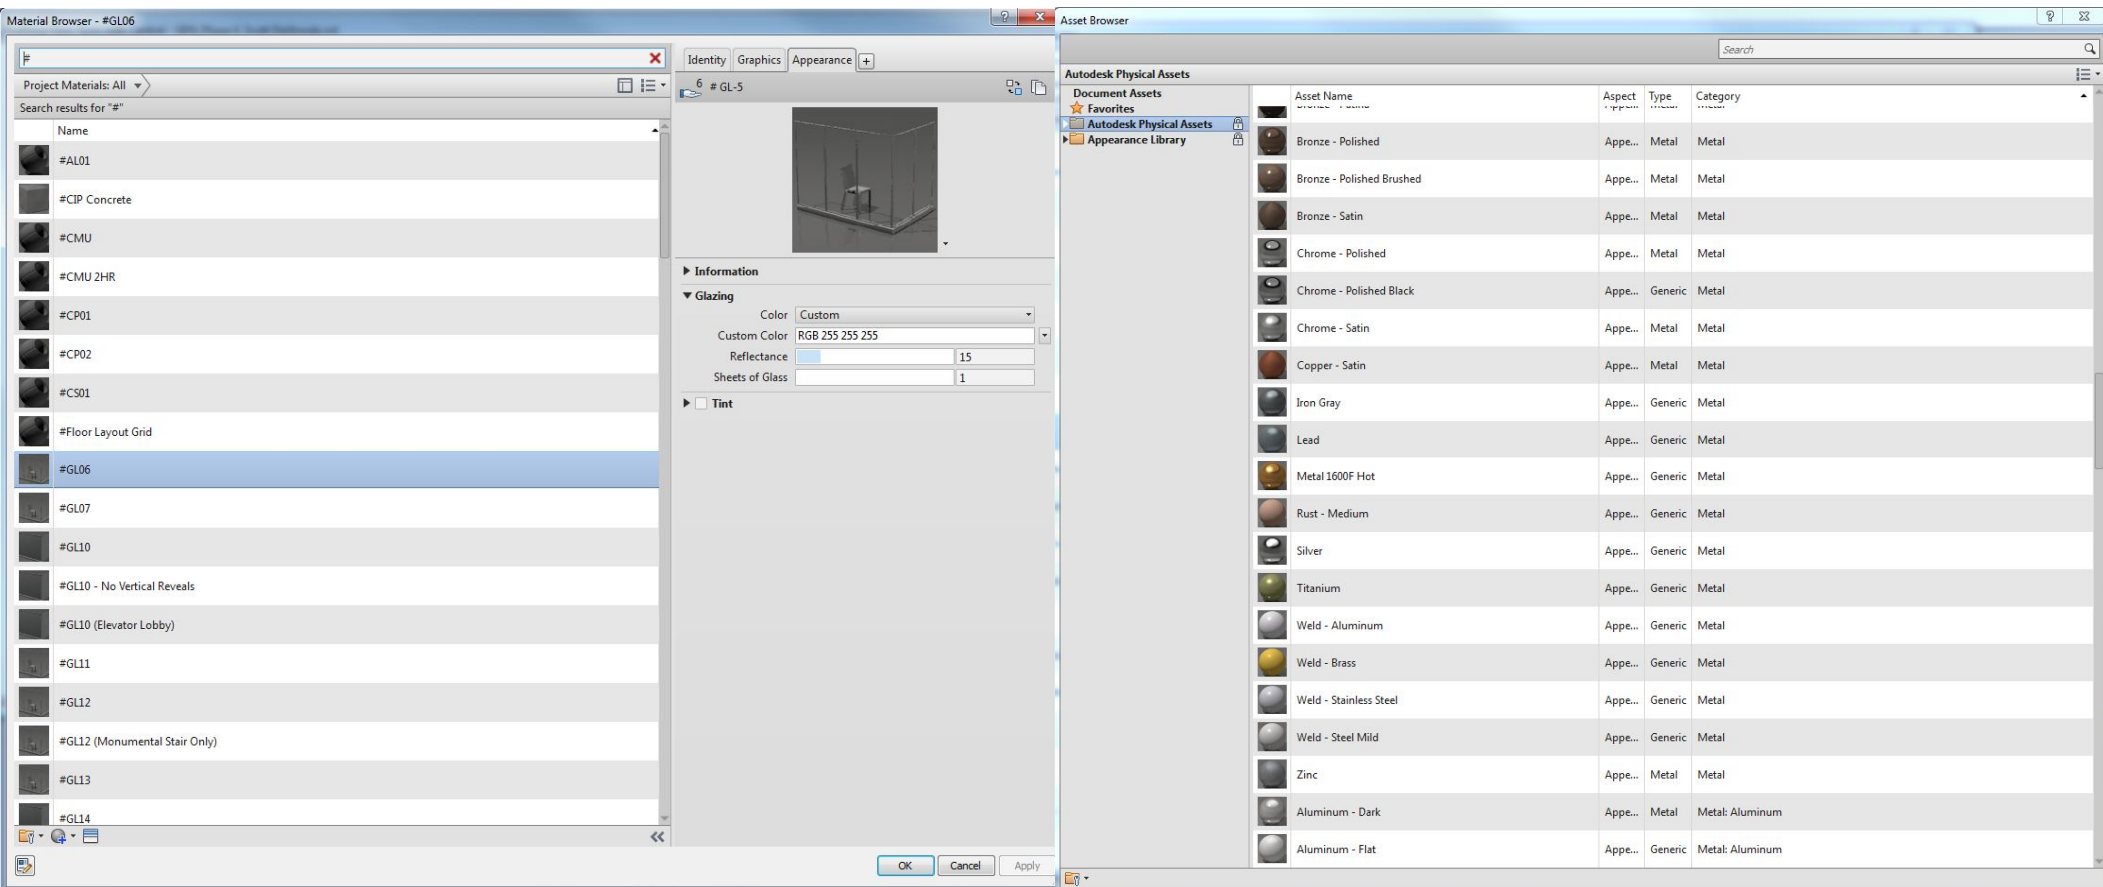 Material Browser - #GL06
#
Project Materials: All
Search results for "#"
Name
#AL01
#CIP Concrete
#CMU
#CMU 2HR
#CP01
#CP02
#CS01
#Floor Layout Grid
#GL06
#GL07
#GL10
#GL10 - No Vertical Reveals
#GL10 (Elevator Lobby)
#GL11
#GL12
#GL12 (Monumental Stair Only)
#GL13
#GL14
Identity Graphics Appearance +
6 # GL-5
Information
Glazing
Color Custom
Custom Color RGB 255 255 255
Reflectance 15
Sheets of Glass 1
Tint
OK Cancel Apply
Asset Browser
Search
Autodesk Physical Assets
Document Assets
Favorites
Autodesk Physical Assets
Appearance Library
Asset Name Aspect Type Category
Bronze - Polished Appe... Metal Metal
Bronze - Polished Brushed Appe... Metal Metal
Bronze - Satin Appe... Metal Metal
Chrome - Polished Appe... Metal Metal
Chrome - Polished Black Appe... Generic Metal
Chrome - Satin Appe... Metal Metal
Copper - Satin Appe... Metal Metal
Iron Gray Appe... Generic Metal
Lead Appe... Generic Metal
Metal 1600F Hot Appe... Generic Metal
Rust - Medium Appe... Generic Metal
Silver Appe... Generic Metal
Titanium Appe... Generic Metal
Weld - Aluminum Appe... Generic Metal
Weld - Brass Appe... Generic Metal
Weld - Stainless Steel Appe... Generic Metal
Weld - Steel Mild Appe... Generic Metal
Zinc Appe... Metal Metal
Aluminum - Dark Appe... Metal Metal: Aluminum
Aluminum - Flat Appe... Generic Metal: Aluminum